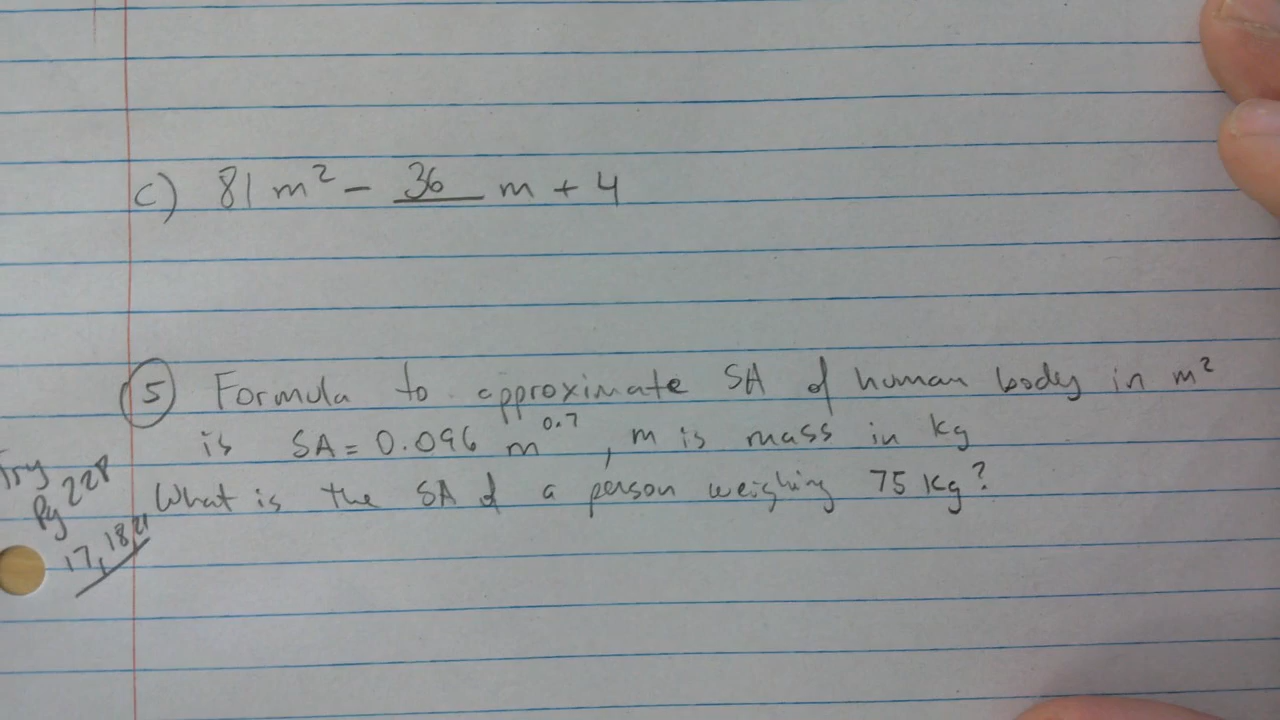 c) 81 m² - 36 m + 4
⑤ Formula to approximate SA of human body in m²
is SA = 0.096 m^0.7, m is mass in kg
What is the SA of a person weighing 75 kg?
Try
Pg 228
17, 18, 21